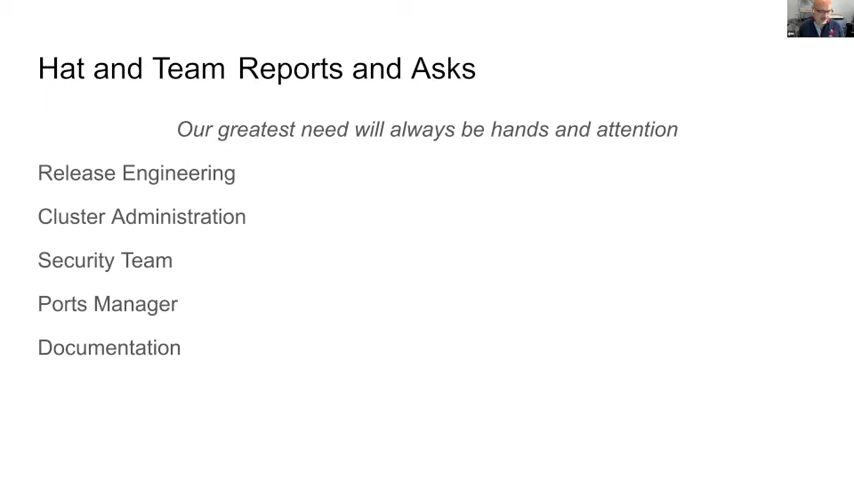 Hat and Team Reports and Asks
Our greatest need will always be hands and attention
Release Engineering
Cluster Administration
Security Team
Ports Manager
Documentation